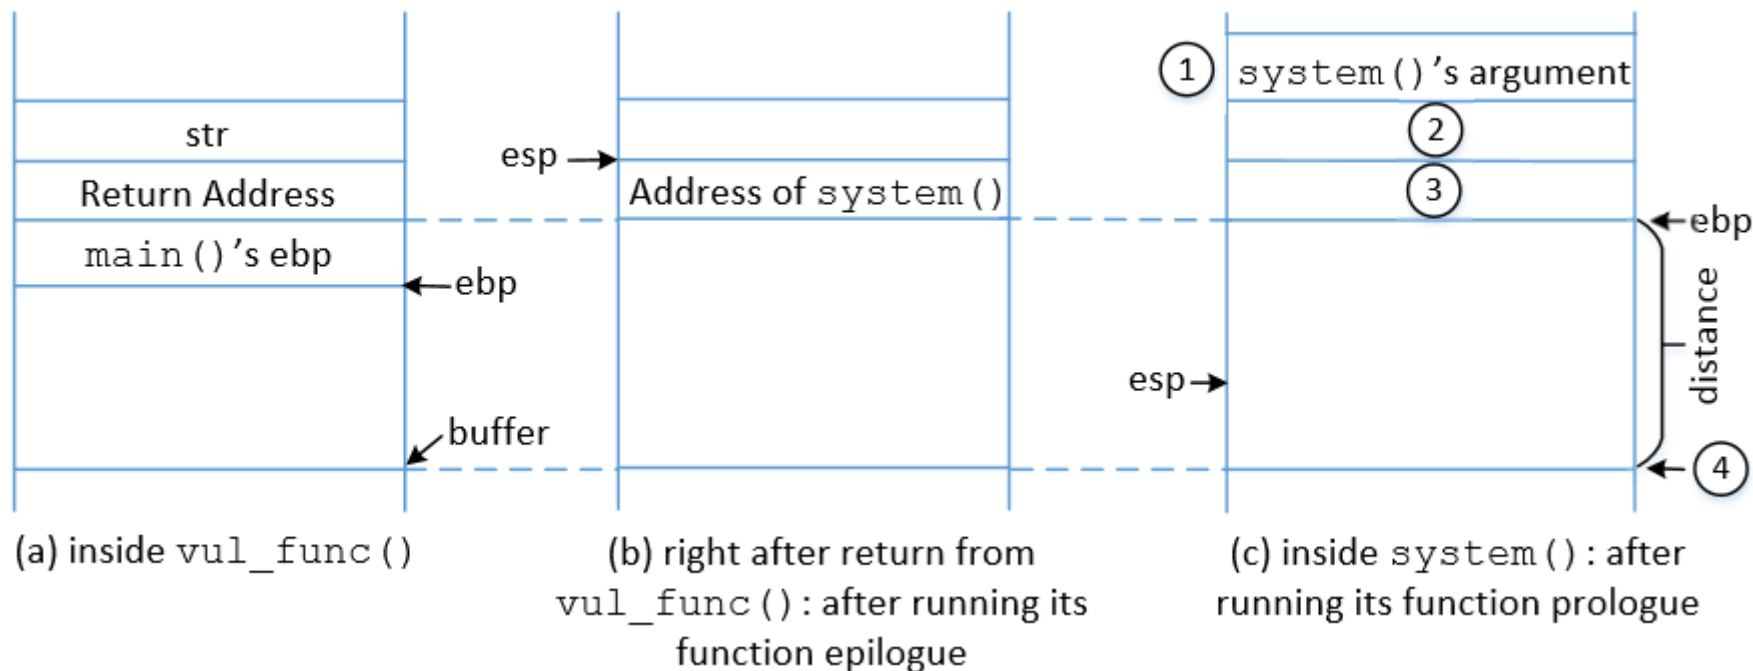 str
Return Address
main()'s ebp
ebp
buffer
(a) inside vul_func()
esp
Address of system()
(b) right after return from
vul_func(): after running its
function epilogue
1
system()'s argument
2
3
ebp
distance
esp
4
(c) inside system(): after
running its function prologue